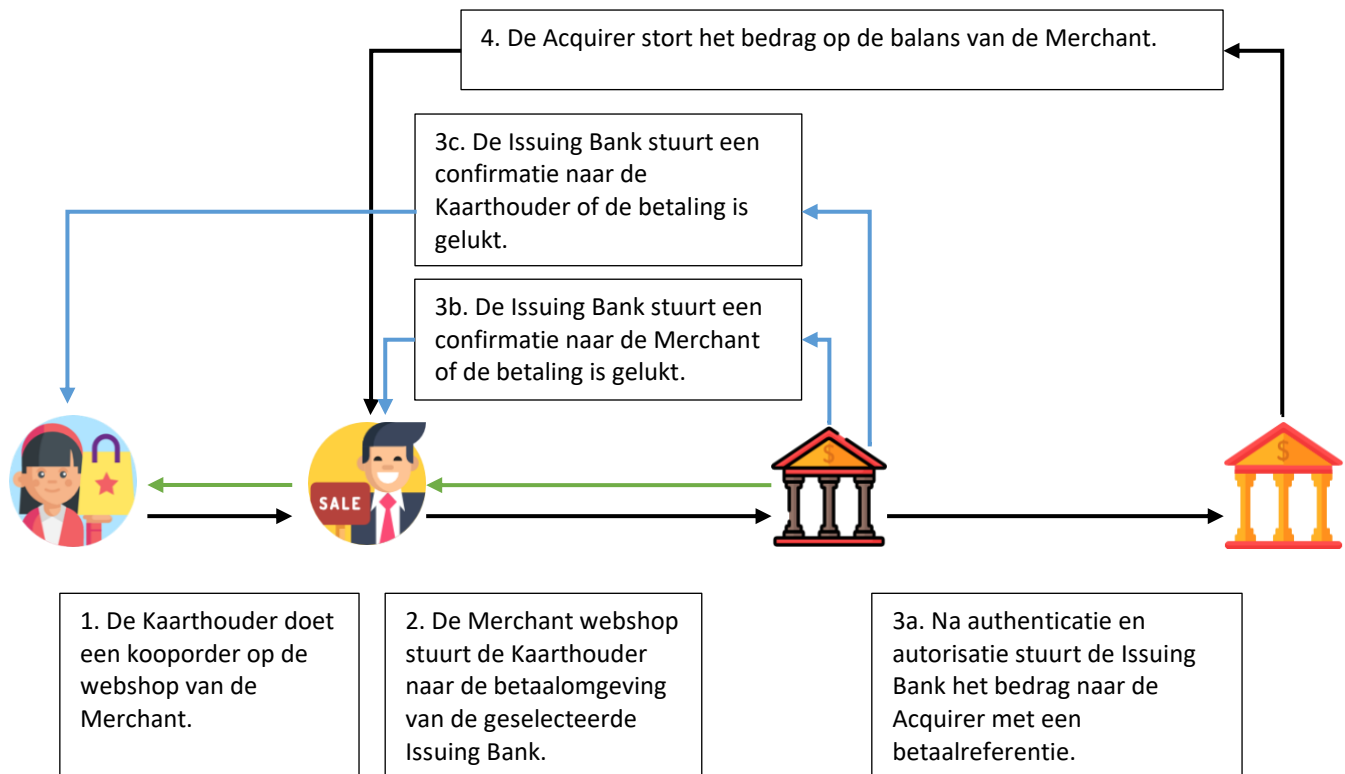 4. De Acquirer stort het bedrag op de balans van de Merchant.
3c. De Issuing Bank stuurt een
confirmatie naar de
Kaarthouder of de betaling is
gelukt.
3b. De Issuing Bank stuurt een
confirmatie naar de Merchant
of de betaling is gelukt.
SALE
$
$
1. De Kaarthouder doet
een kooporder op de
webshop van de
Merchant.
2. De Merchant webshop
stuurt de Kaarthouder
naar de betaalomgeving
van de geselecteerde
Issuing Bank.
3a. Na authenticatie en
autorisatie stuurt de Issuing
Bank het bedrag naar de
Acquirer met een
betaalreferentie.